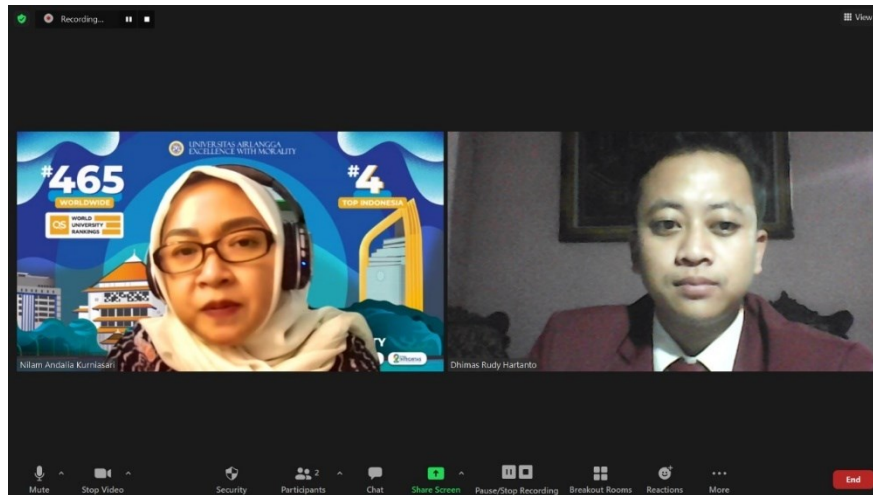 Recording...
View
UNIVERSITAS AIRLANGGA
EXCELLENCE WITH MORALITY
#465
WORLDWIDE
QS WORLD
UNIVERSITY
RANKINGS
#4
TOP INDONESIA
Nilam Andalia Kurniasari
Dhimas Rudy Hartanto
Mute
Stop Video
Security
Participants
2
Chat
Share Screen
Pause/Stop Recording
Breakout Rooms
Reactions
More
End